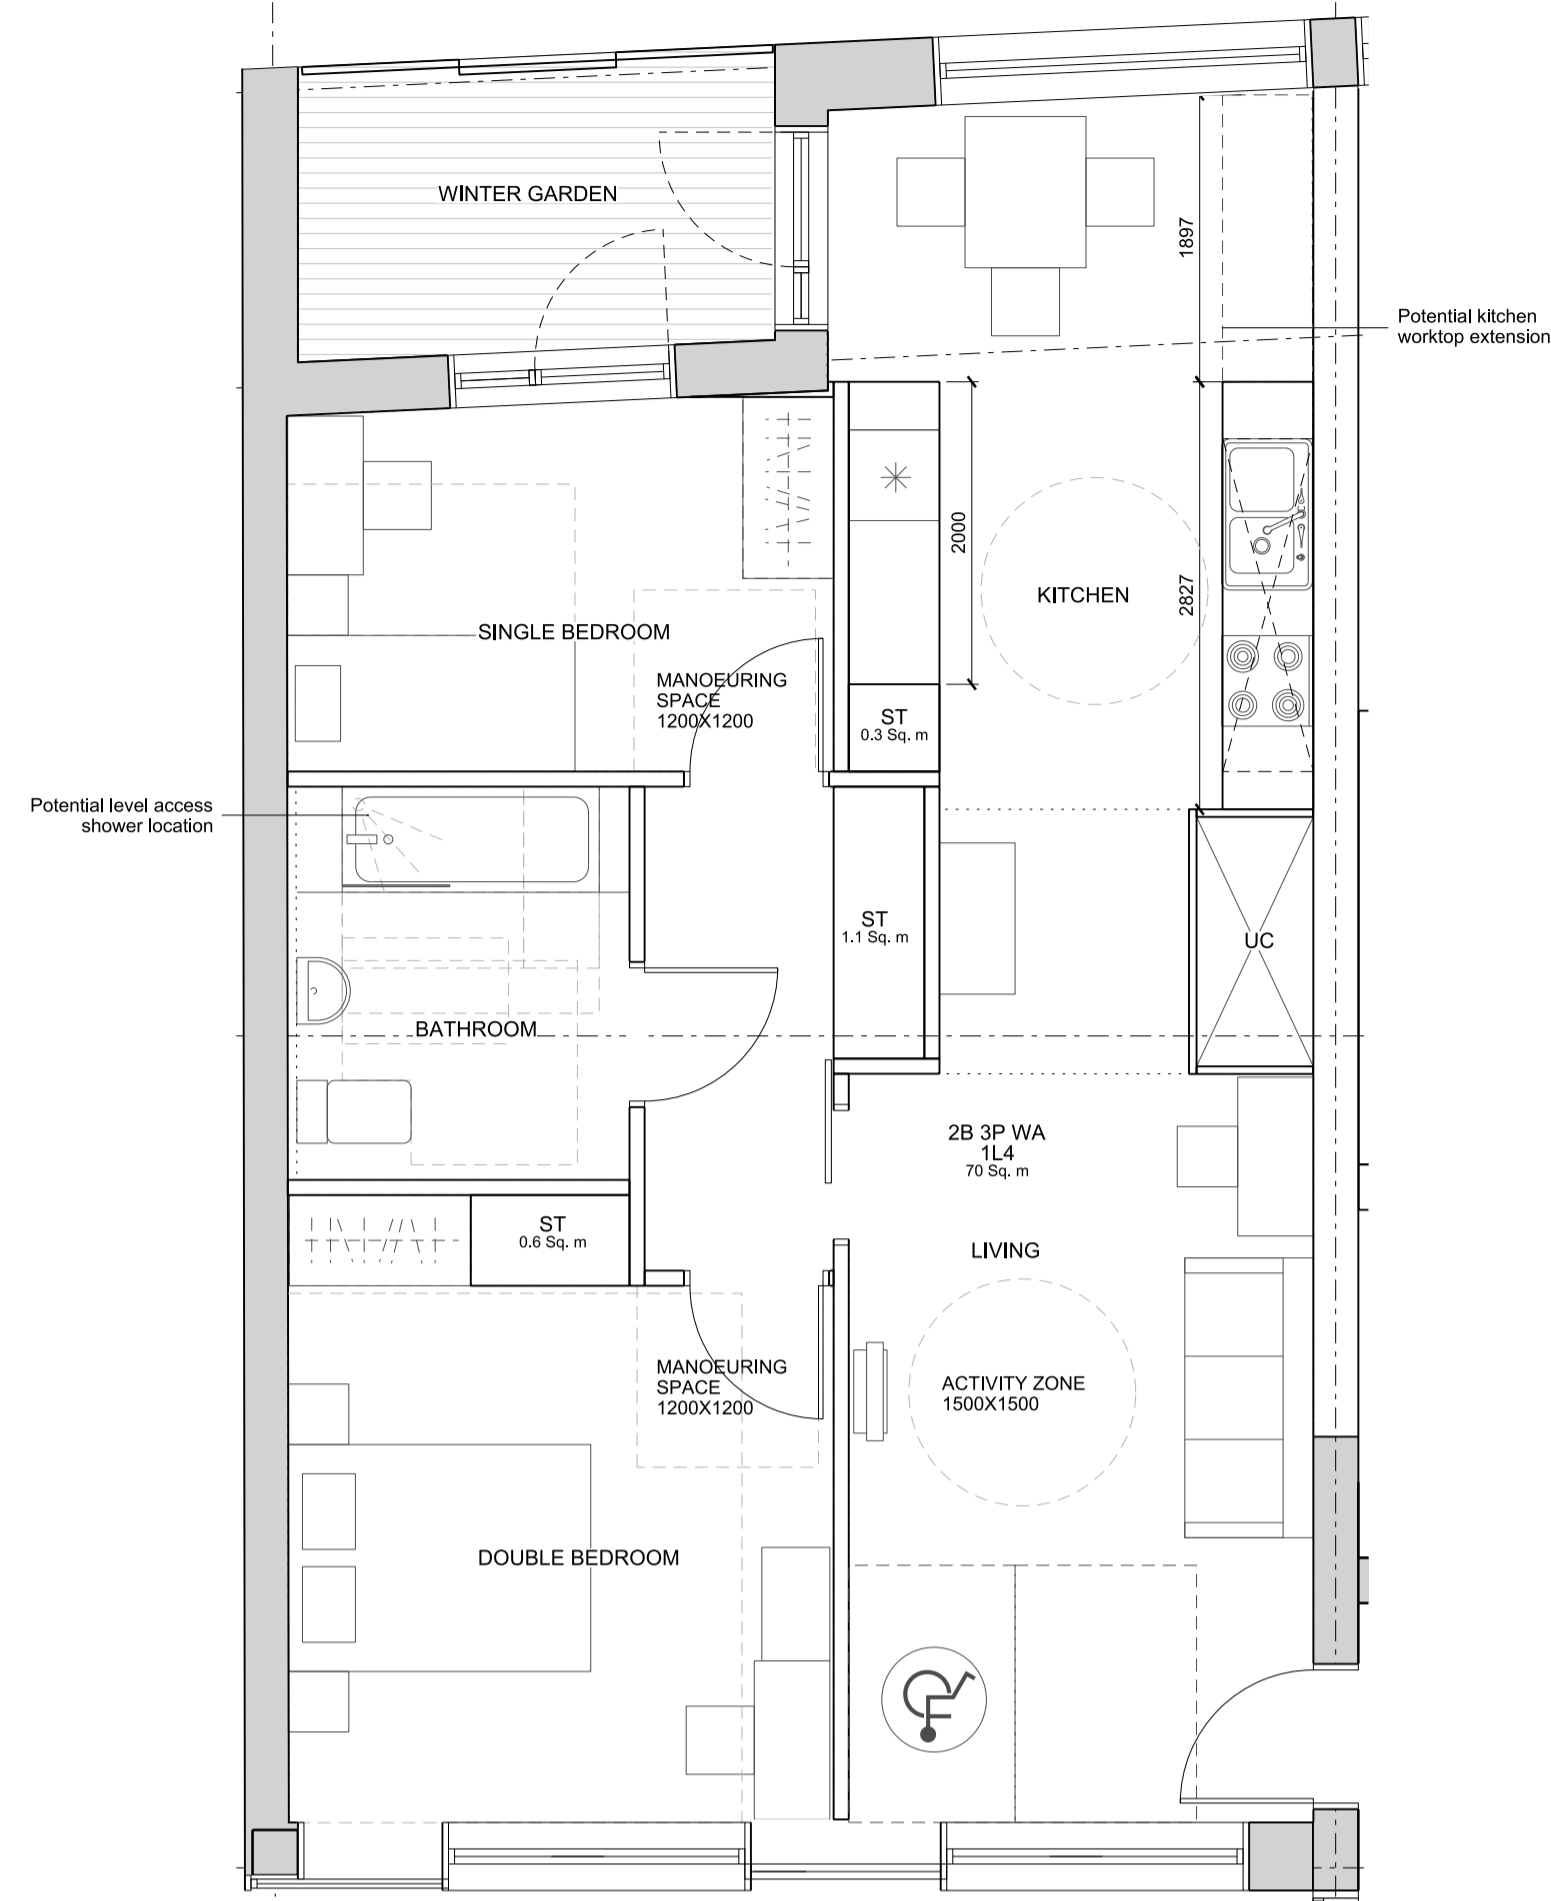 WINTER GARDEN
1897
Potential kitchen
worktop extension
2000
KITCHEN
2827
SINGLE BEDROOM
MANOEURING
SPACE
1200X1200
ST
0.3 Sq. m
Potential level access
shower location
ST
1.1 Sq. m
UC
BATHROOM
2B 3P WA
1L4
70 Sq. m
ST
0.6 Sq. m
LIVING
MANOEURING
SPACE
1200X1200
ACTIVITY ZONE
1500X1500
DOUBLE BEDROOM